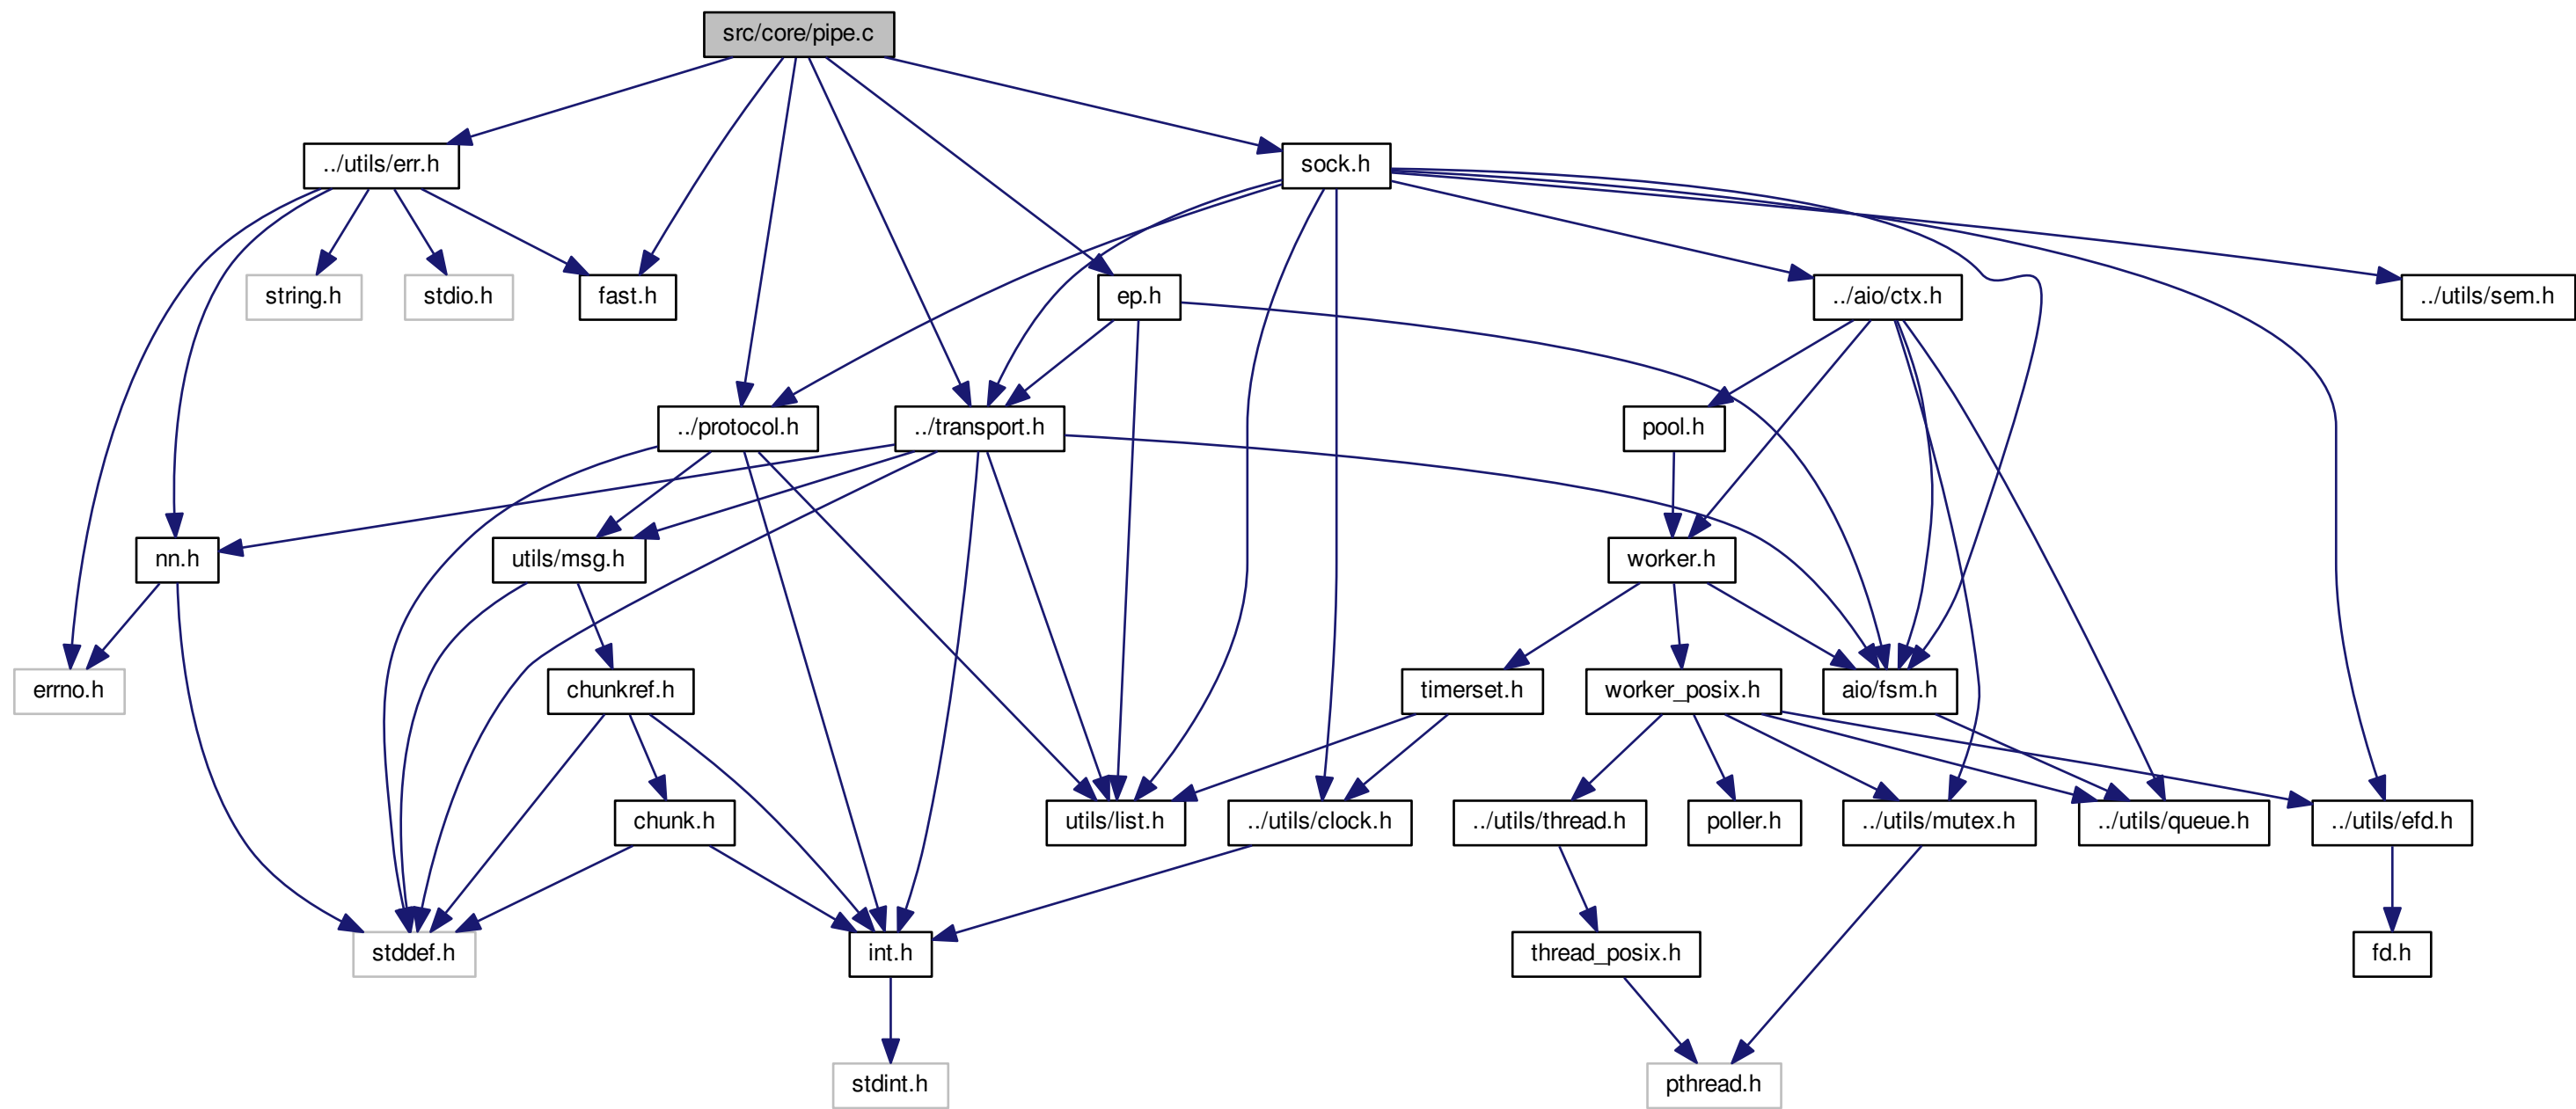 src/core/pipe.c
../utils/err.h
sock.h
string.h
stdio.h
fast.h
ep.h
../aio/ctx.h
../utils/sem.h
../protocol.h
../transport.h
pool.h
nn.h
utils/msg.h
worker.h
errno.h
chunkref.h
timerset.h
worker_posix.h
aio/fsm.h
chunk.h
utils/list.h
../utils/clock.h
../utils/thread.h
poller.h
../utils/mutex.h
../utils/queue.h
../utils/efd.h
stddef.h
int.h
thread_posix.h
fd.h
stdint.h
pthread.h